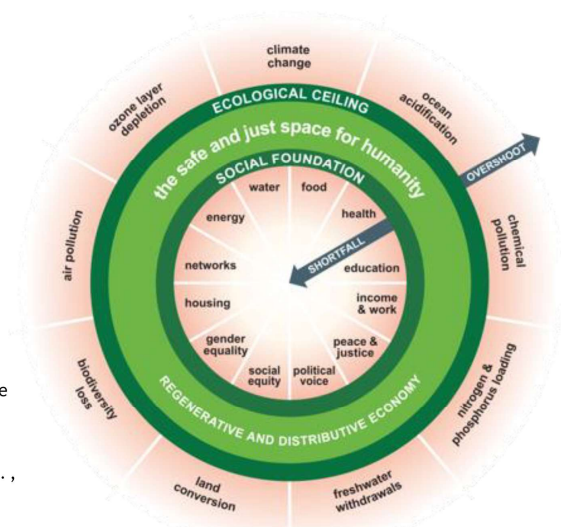 climate
change
ocean
acidification
chemical
pollution
nitrogen &
phosphorus loading
freshwater
withdrawals
land
conversion
biodiversity
loss
air pollution
ozone layer
depletion
ECOLOGICAL CEILING
OVERSHOOT
the safe and just space for humanity
SOCIAL FOUNDATION
water
food
health
SHORTFALL
education
income
& work
peace &
justice
political
voice
social
equity
gender
equality
housing
networks
energy
REGENERATIVE AND DISTRIBUTIVE ECONOMY
e
. ,